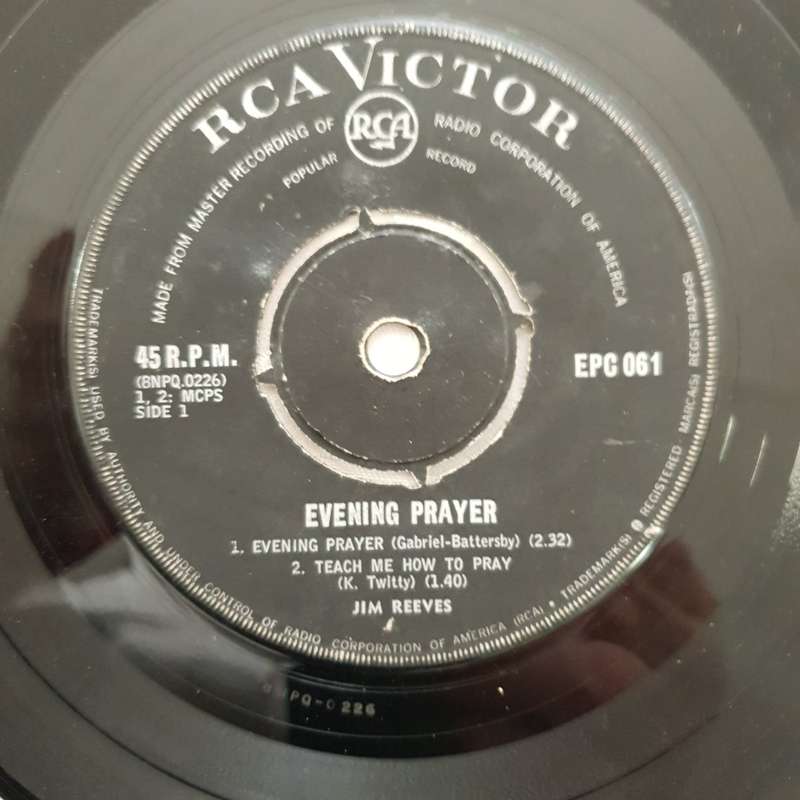 RCA VICTOR
RCA
MADE FROM MASTER RECORDING OF RADIO CORPORATION OF AMERICA
POPULAR RECORD
45 R.P.M.
(8NPQ.0226)
1, 2: MCPS
SIDE 1
EPC 061
EVENING PRAYER
1. EVENING PRAYER (Gabriel-Battersby) (2.32)
2. TEACH ME HOW TO PRAY
(K. Twitty) (1.40)
JIM REEVES
TRADEMARK(S) USED BY AUTHORITY AND UNDER CONTROL OF RADIO CORPORATION OF AMERICA (RCA) • TRADEMARK(S) ® REGISTERED MARCA(S) REGISTRADA(S)
NPQ-0226